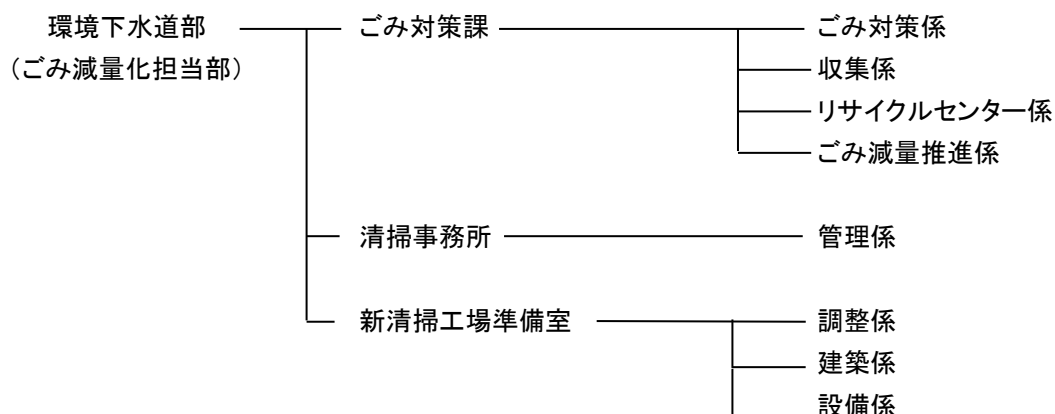 環境下水道部 ごみ対策課 ごみ対策係
(ごみ減量化担当部) 収集係
リサイクルセンター係
ごみ減量推進係
清掃事務所 管理係
新清掃工場準備室 調整係
建築係
設備係